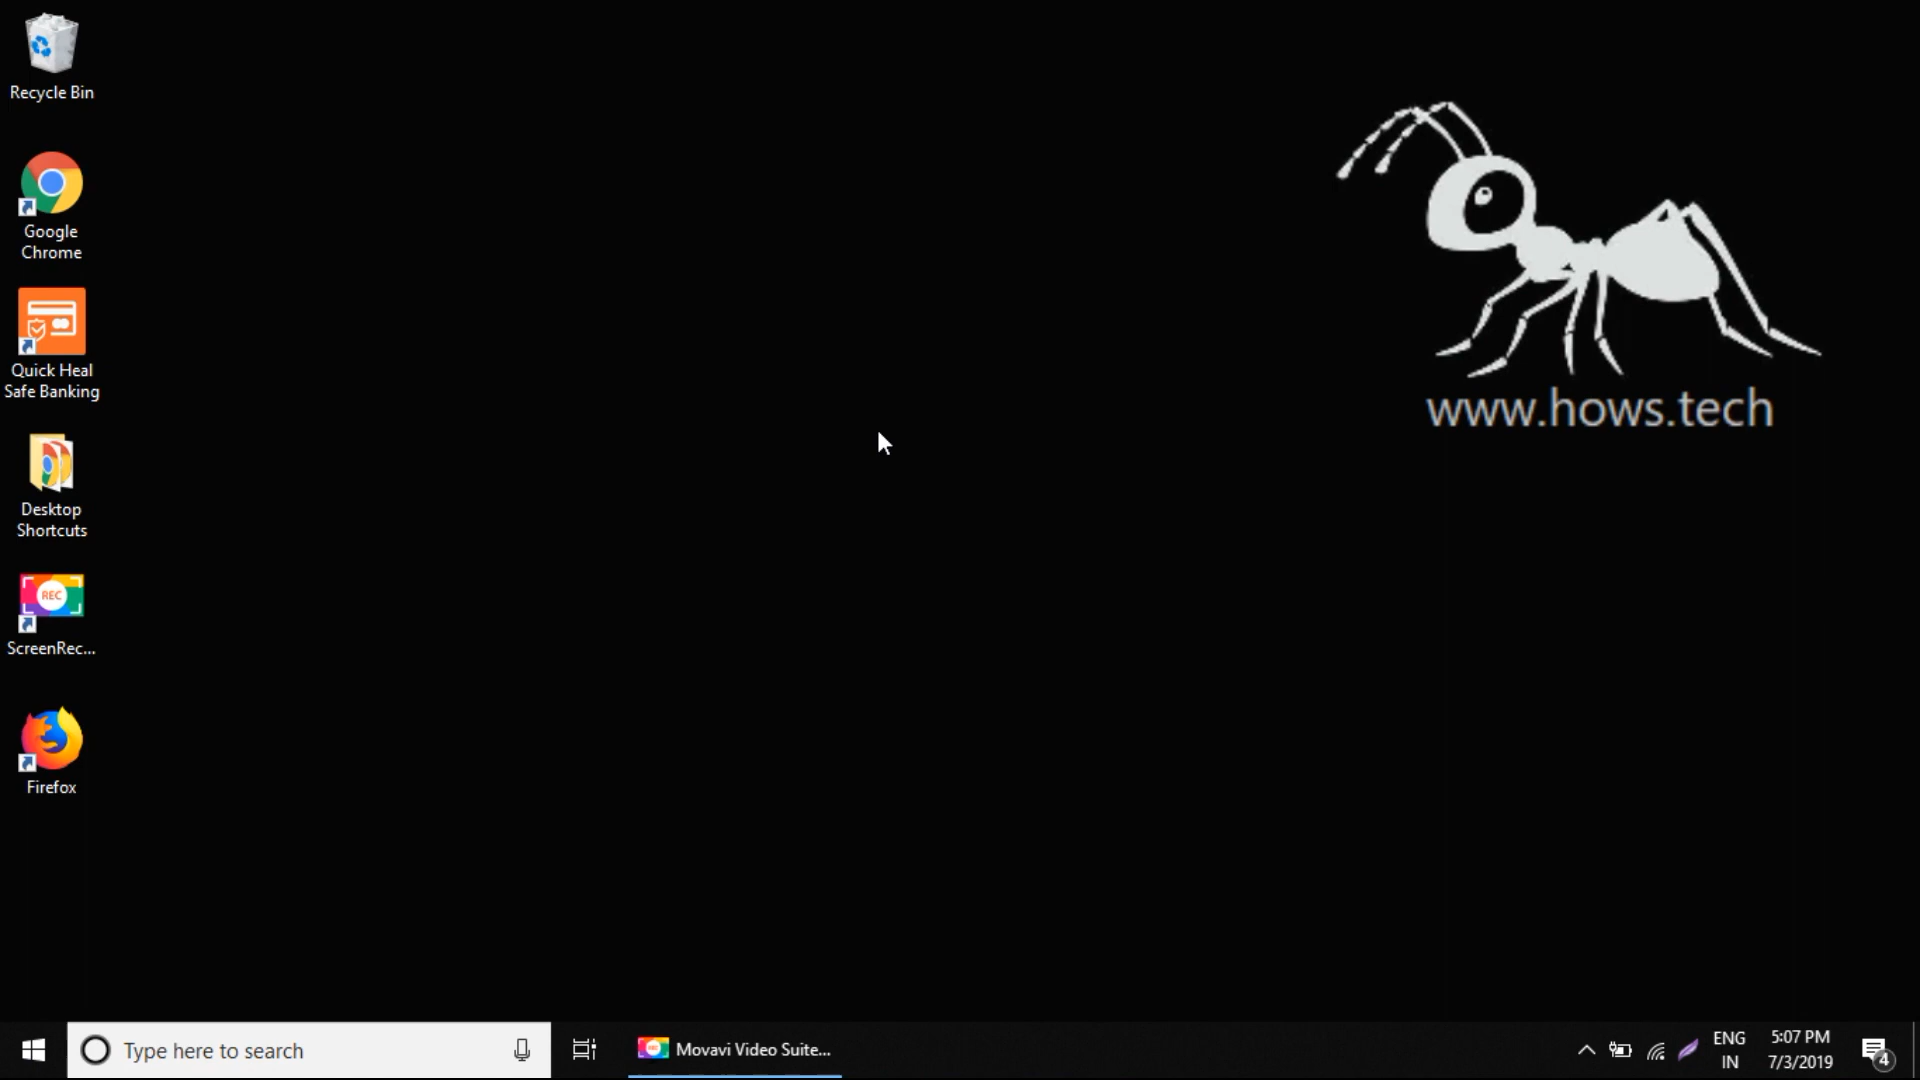 Recycle Bin
Google
Chrome
Quick Heal
Safe Banking
Desktop
Shortcuts
REC
ScreenRec...
Firefox
www.hows.tech
Type here to search
Movavi Video Suite...
ENG
IN
5:07 PM
7/3/2019
4